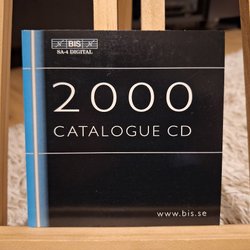 BIS
SA-4 DIGITAL
2000
CATALOGUE CD
www.bis.se